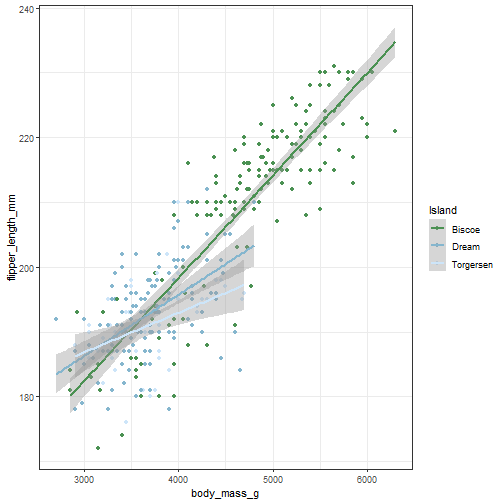 240
220
200
180
flipper_length_mm
3000 4000 5000 6000
body_mass_g
Island
Biscoe
Dream
Torgersen